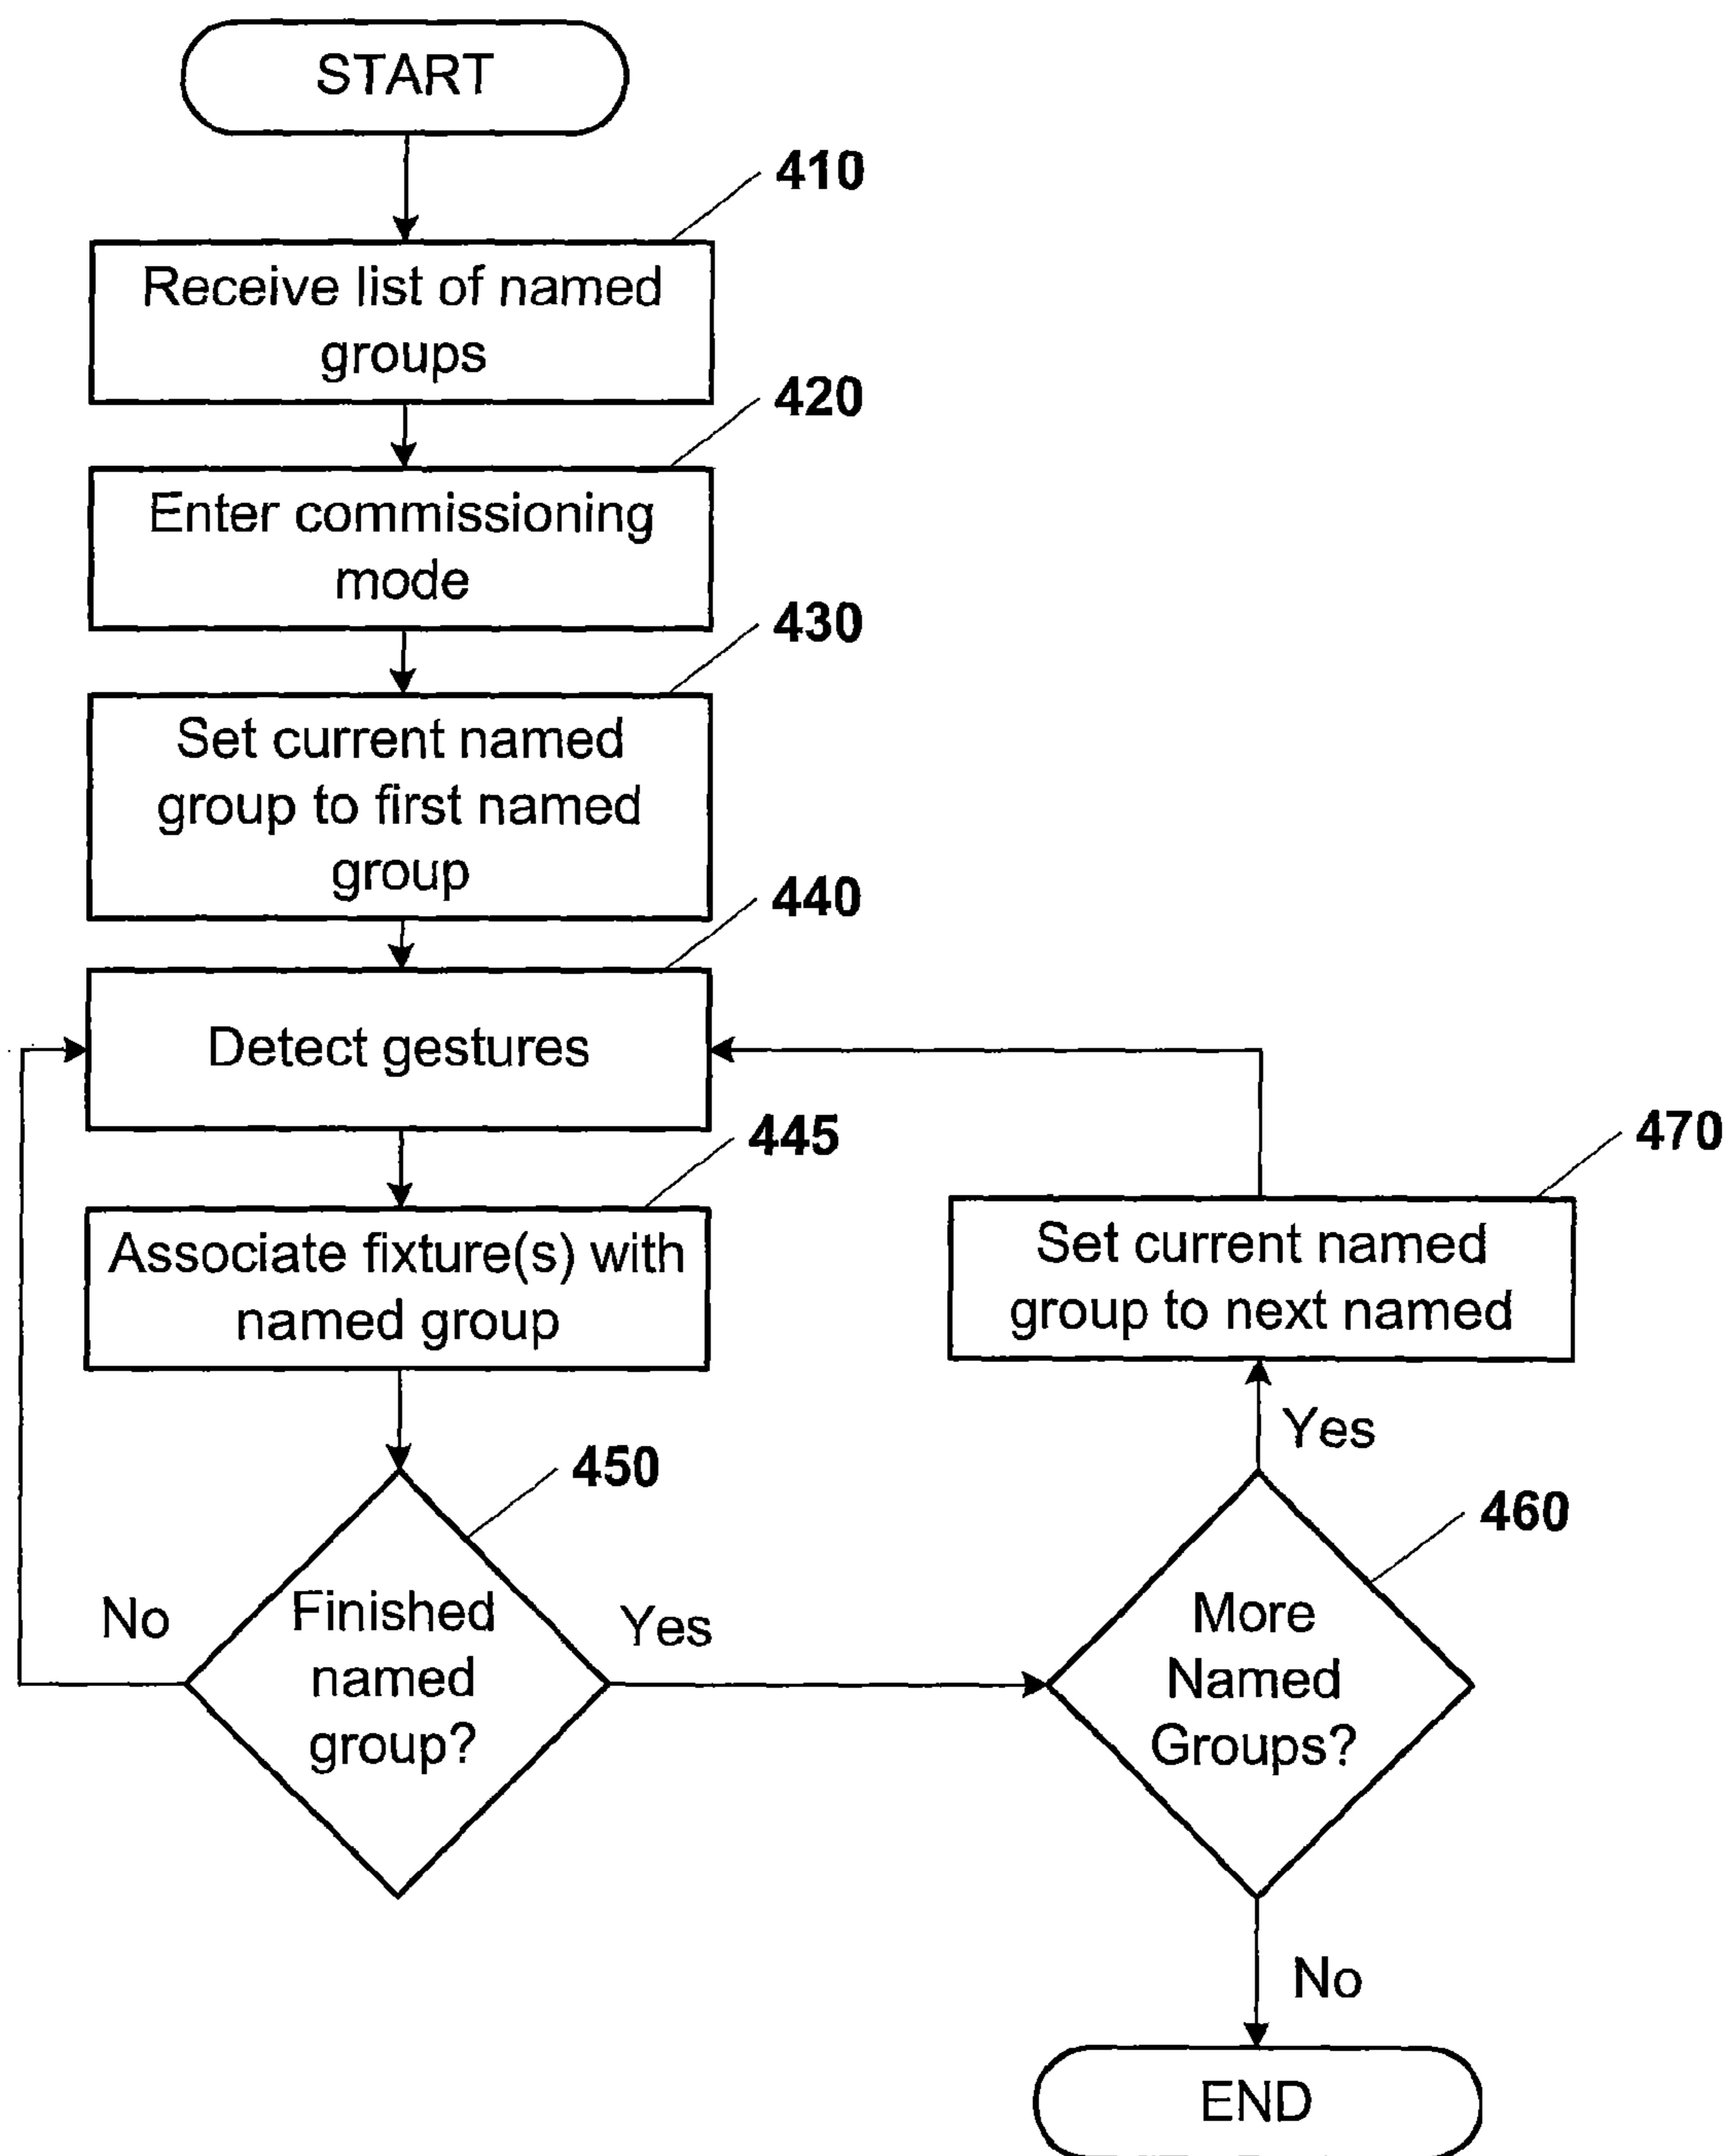 START
410
Receive list of named
groups
420
Enter commissioning
mode
430
Set current named
group to first named
group
440
Detect gestures
445
Associate fixture(s) with
named group
470
Set current named
group to next named
Yes
450
460
No
Finished
named
group?
Yes
More
Named
Groups?
No
END